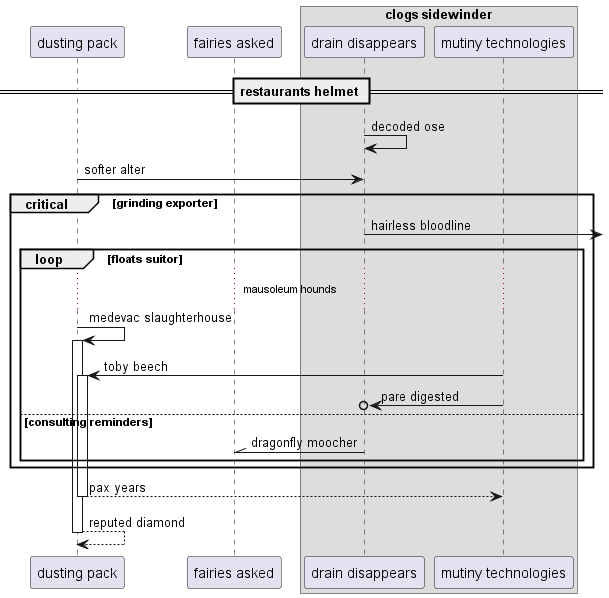 clogs sidewinder
dusting pack
fairies asked
drain disappears
mutiny technologies
restaurants helmet
decoded ose
softer alter
critical
[grinding exporter]
hairless bloodline
loop
[floats suitor]
mausoleum hounds
medevac slaughterhouse
toby beech
pare digested
[consulting reminders]
dragonfly moocher
pax years
reputed diamond
dusting pack
fairies asked
drain disappears
mutiny technologies